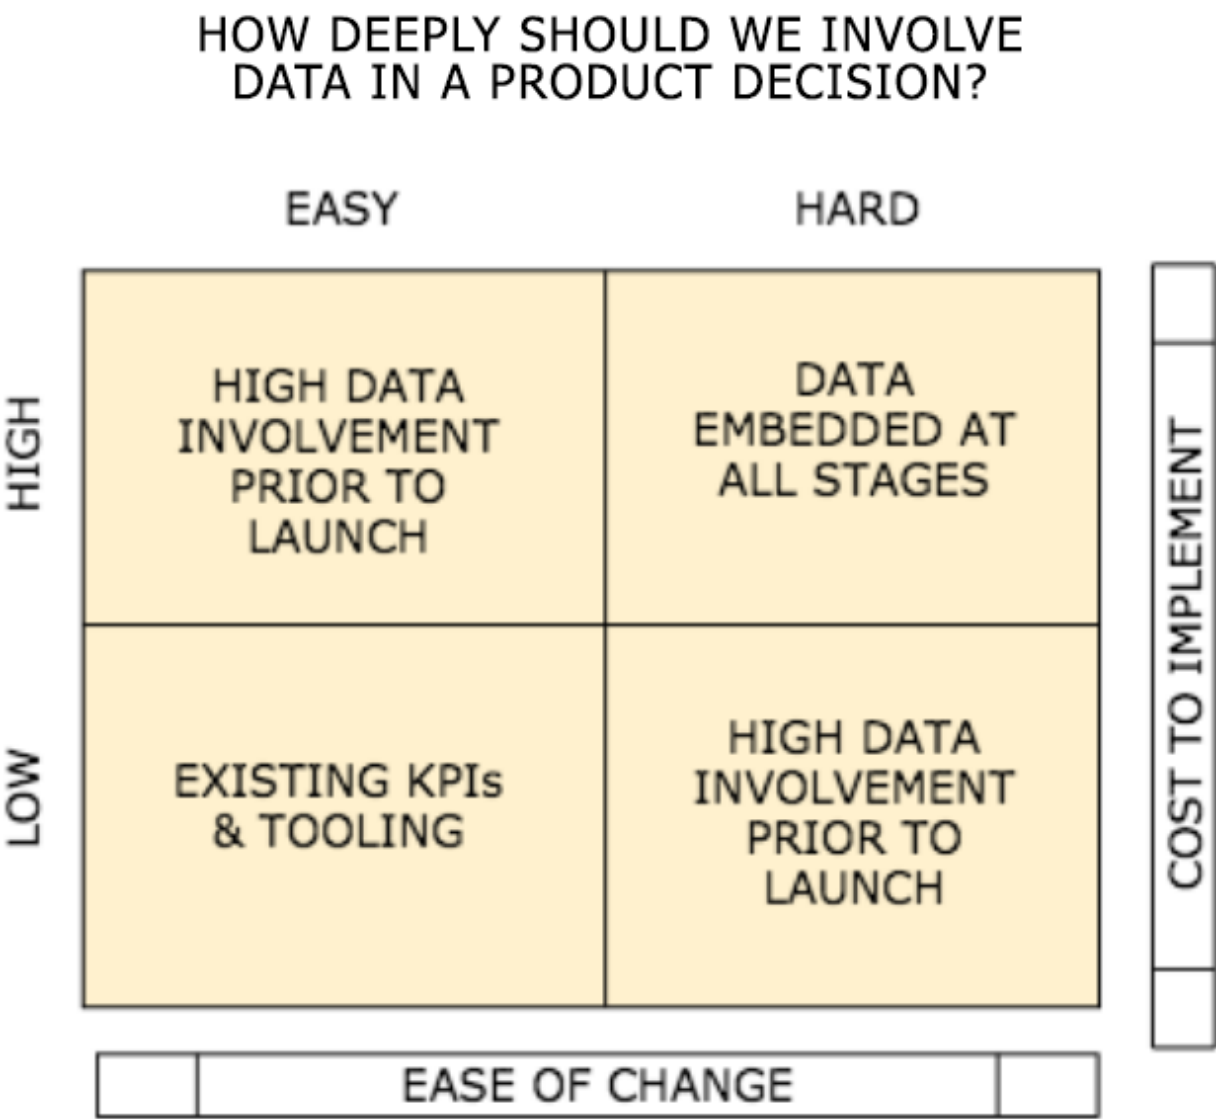 HOW DEEPLY SHOULD WE INVOLVE
DATA IN A PRODUCT DECISION?
EASY
HARD
HIGH
HIGH DATA
INVOLVEMENT
PRIOR TO
LAUNCH
DATA
EMBEDDED AT
ALL STAGES
LOW
EXISTING KPIs
& TOOLING
HIGH DATA
INVOLVEMENT
PRIOR TO
LAUNCH
COST TO IMPLEMENT
EASE OF CHANGE